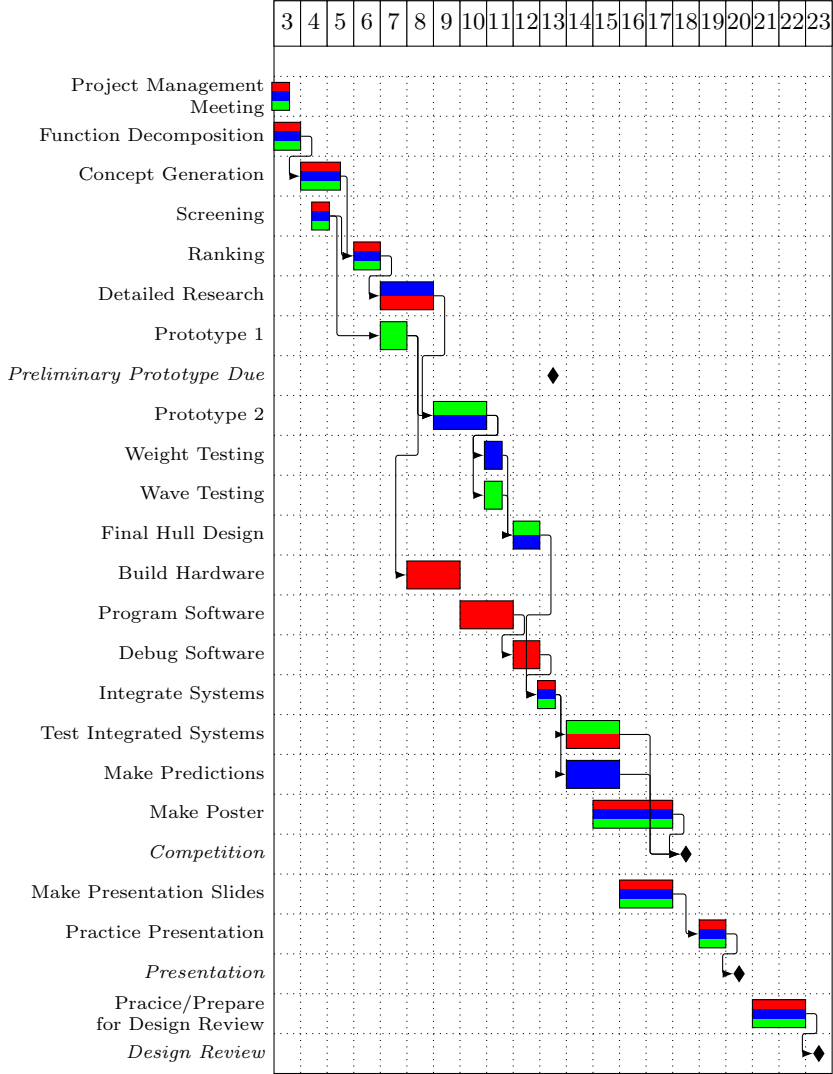 3 4 5 6 7 8 9 10 11 12 13 14 15 16 17 18 19 20 21 22 23
Project Management
Meeting
Function Decomposition
Concept Generation
Screening
Ranking
Detailed Research
Prototype 1
Preliminary Prototype Due
Prototype 2
Weight Testing
Wave Testing
Final Hull Design
Build Hardware
Program Software
Debug Software
Integrate Systems
Test Integrated Systems
Make Predictions
Make Poster
Competition
Make Presentation Slides
Practice Presentation
Presentation
Pracice/Prepare
for Design Review
Design Review